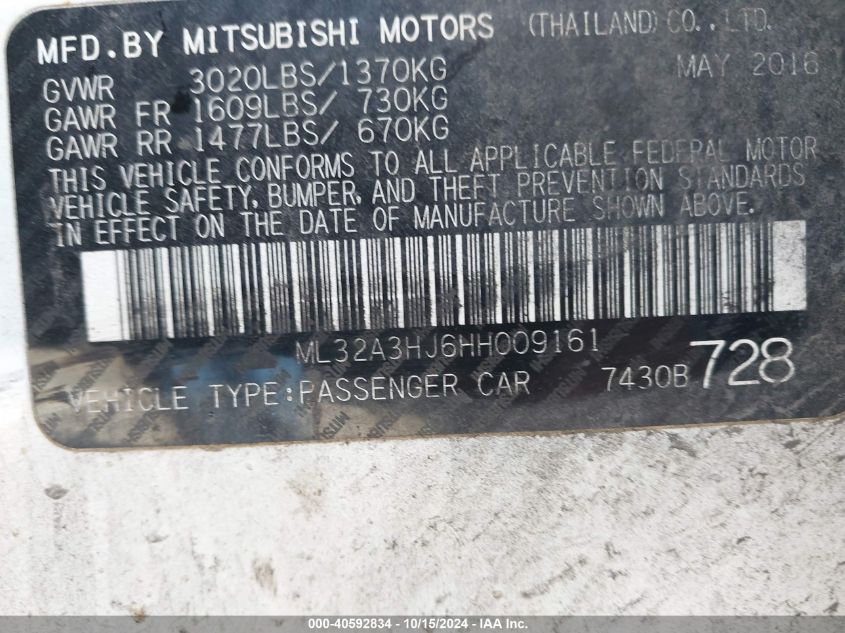 MFD. BY MITSUBISHI MOTORS (THAILAND) CO., LTD.
GVWR 3020LBS/1370KG MAY 2016
GAWR FR 1609LBS/ 730KG
GAWR RR 1477LBS/ 670KG
THIS VEHICLE CONFORMS TO ALL APPLICABLE FEDERAL MOTOR
VEHICLE SAFETY, BUMPER, AND THEFT PREVENTION STANDARDS
IN EFFECT ON THE DATE OF MANUFACTURE SHOWN ABOVE.
ML32A3HJ6HH009161
VEHICLE TYPE:PASSENGER CAR 7430B 728
000-40592834 - 10/15/2024 - IAA Inc.